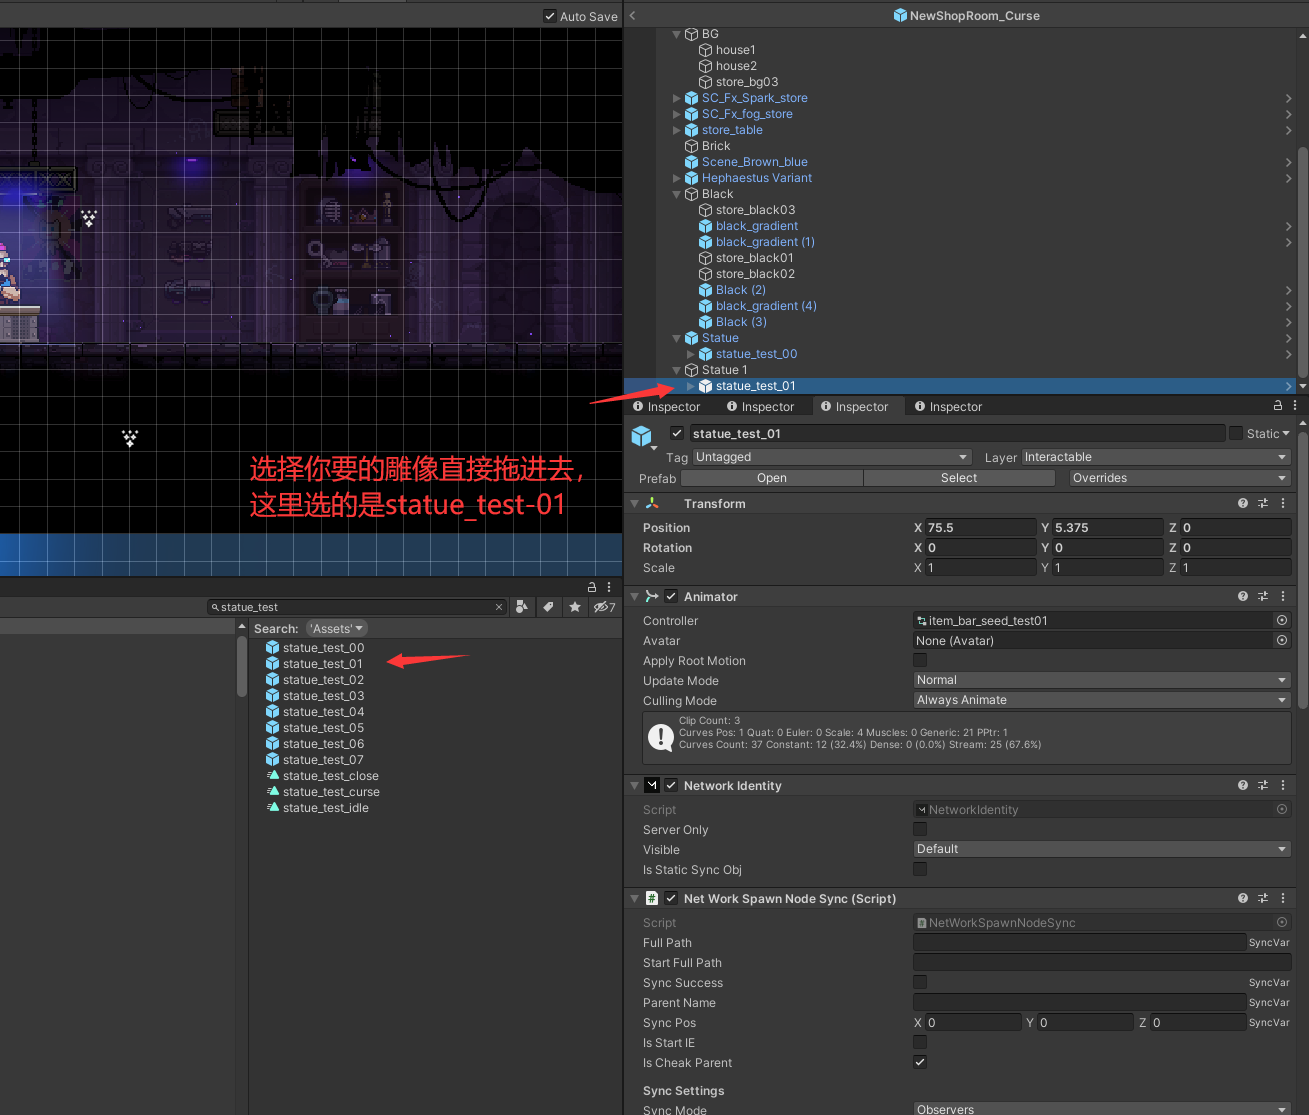 Auto Save
NewShopRoom_Curse
BG
house1
house2
store_bg03
SC_Fx_Spark_store
SC_Fx_fog_store
store_table
Brick
Scene_Brown_blue
Hephaestus Variant
Black
store_black03
black_gradient
black_gradient (1)
store_black01
store_black02
Black (2)
black_gradient (4)
Black (3)
Statue
statue_test_00
Statue 1
statue_test_01
选择你要的雕像直接拖进去，
这里选的是statue_test-01
Inspector Inspector Inspector Inspector
statue_test_01 Static
Tag Untagged Layer Interactable
Prefab Open Select Overrides
Transform
Position X 75.5 Y 5.375 Z 0
Rotation X 0 Y 0 Z 0
Scale X 1 Y 1 Z 1
Animator
Controller item_bar_seed_test01
Avatar None (Avatar)
Apply Root Motion
Update Mode Normal
Culling Mode Always Animate
Clip Count: 3
Curves Pos: 1 Quat: 0 Euler: 0 Scale: 4 Muscles: 0 Generic: 21 PPtr: 1
Curves Count: 37 Constant: 12 (32.4%) Dense: 0 (0.0%) Stream: 25 (67.6%)
Network Identity
Script NetworkIdentity
Server Only
Visible Default
Is Static Sync Obj
Net Work Spawn Node Sync (Script)
Script NetWorkSpawnNodeSync
Full Path SyncVar
Start Full Path
Sync Success SyncVar
Parent Name SyncVar
Sync Pos X 0 Y 0 Z 0 SyncVar
Is Start IE
Is Cheak Parent
Sync Settings
Sync Mode Observers
statue_test 7
Search: 'Assets'
statue_test_00
statue_test_01
statue_test_02
statue_test_03
statue_test_04
statue_test_05
statue_test_06
statue_test_07
statue_test_close
statue_test_curse
statue_test_idle